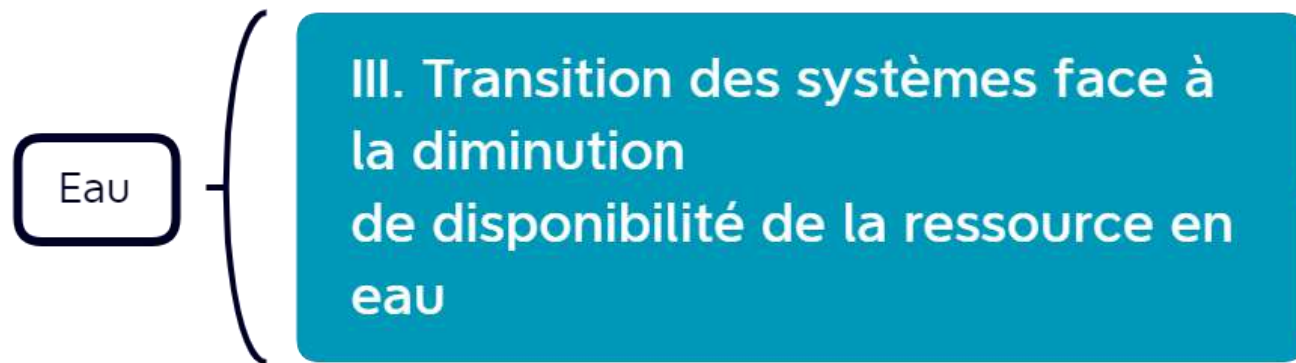 Eau
III. Transition des systèmes face à
la diminution
de disponibilité de la ressource en
eau